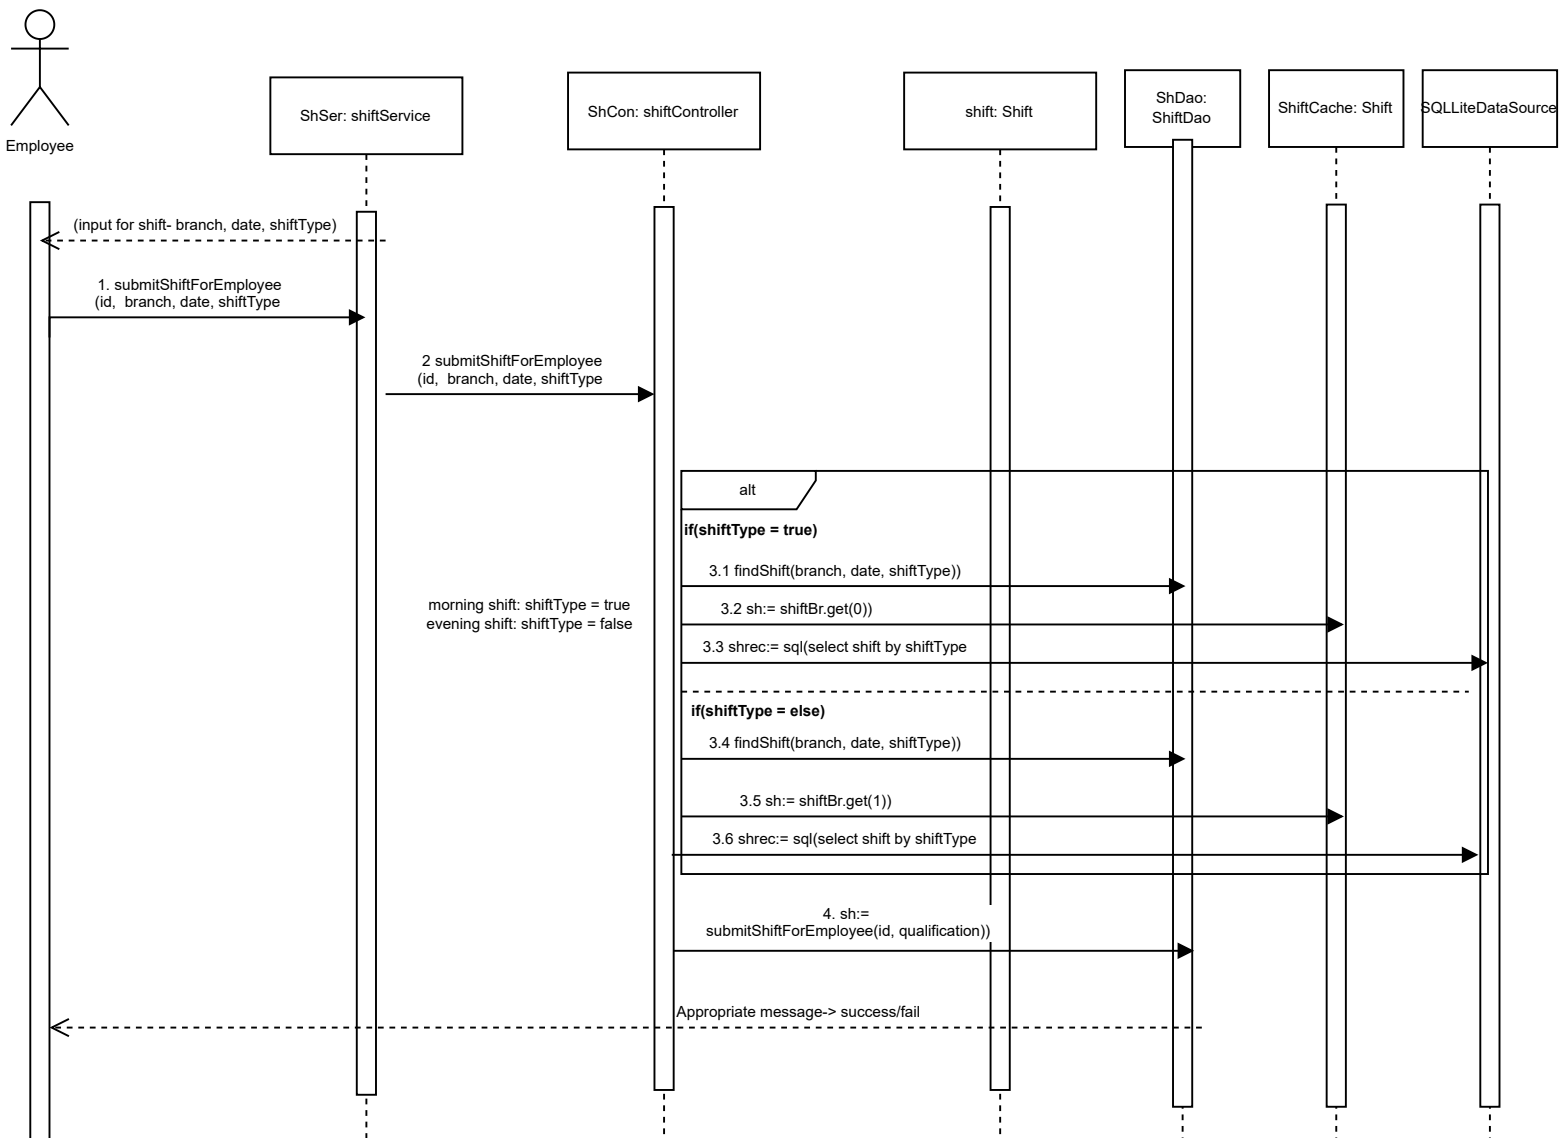 Employee
ShSer: shiftService
ShCon: shiftController
shift: Shift
ShDao:
ShiftDao
ShiftCache: Shift
SQLLiteDataSource
(input for shift- branch, date, shiftType)
1. submitShiftForEmployee
(id,  branch, date, shiftType
2 submitShiftForEmployee
(id,  branch, date, shiftType
alt
if(shiftType = true)
3.1 findShift(branch, date, shiftType))
morning shift: shiftType = true
evening shift: shiftType = false
3.2 sh:= shiftBr.get(0))
3.3 shrec:= sql(select shift by shiftType
if(shiftType = else)
3.4 findShift(branch, date, shiftType))
3.5 sh:= shiftBr.get(1))
3.6 shrec:= sql(select shift by shiftType
4. sh:=
submitShiftForEmployee(id, qualification))
Appropriate message-> success/fail